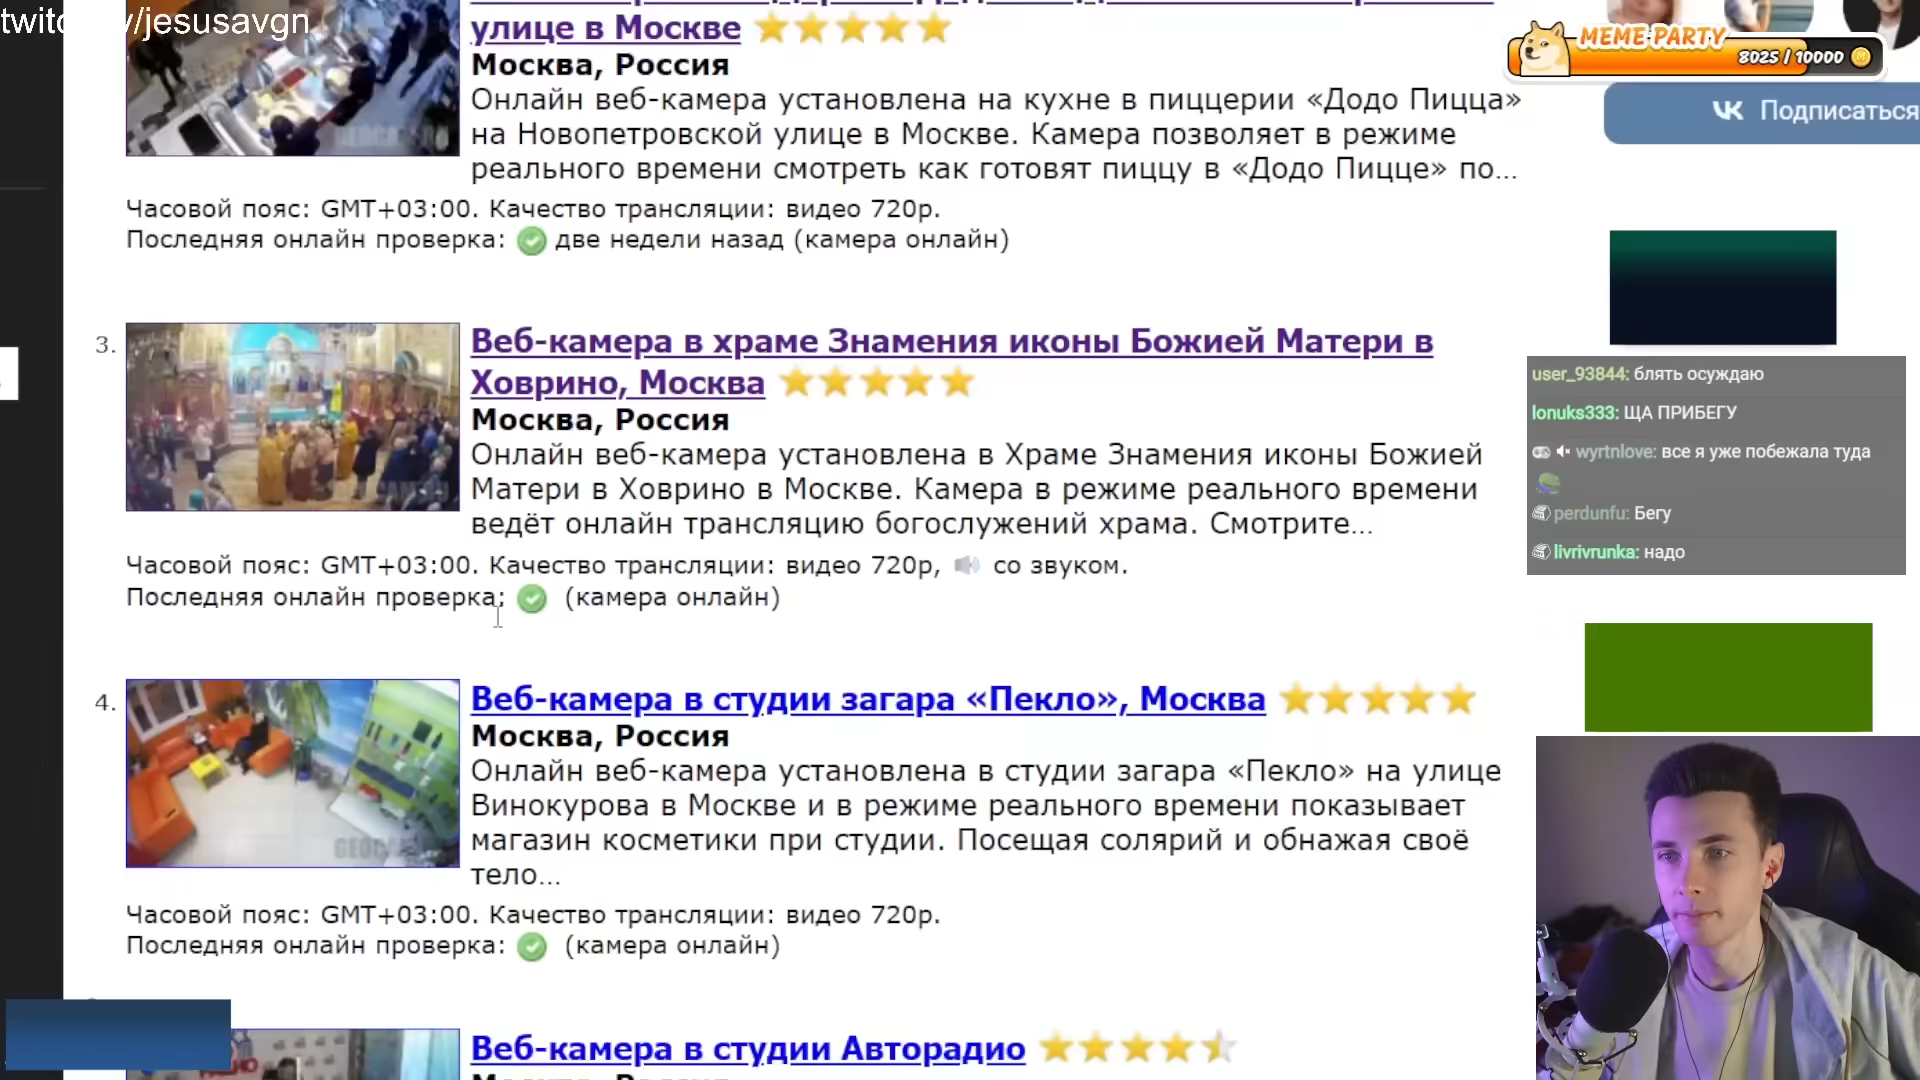 twitc y/jesusavgn
улице в Москве
Москва, Россия
Онлайн веб-камера установлена на кухне в пиццерии «Додо Пицца»
на Новопетровской улице в Москве. Камера позволяет в режиме
реального времени смотреть как готовят пиццу в «Додо Пицце» по...
Часовой пояс: GMT+03:00. Качество трансляции: видео 720p.
Последняя онлайн проверка: две недели назад (камера онлайн)
3.
Веб-камера в храме Знамения иконы Божией Матери в
Ховрино, Москва
Москва, Россия
Онлайн веб-камера установлена в Храме Знамения иконы Божией
Матери в Ховрино в Москве. Камера в режиме реального времени
ведёт онлайн трансляцию богослужений храма. Смотрите...
Часовой пояс: GMT+03:00. Качество трансляции: видео 720p, со звуком.
Последняя онлайн проверка: (камера онлайн)
4.
Веб-камера в студии загара «Пекло», Москва
Москва, Россия
Онлайн веб-камера установлена в студии загара «Пекло» на улице
Винокурова в Москве и в режиме реального времени показывает
магазин косметики при студии. Посещая солярий и обнажая своё
тело...
Часовой пояс: GMT+03:00. Качество трансляции: видео 720p.
Последняя онлайн проверка: (камера онлайн)
Веб-камера в студии Авторадио
MEME PARTY
8025 / 10000
Подписаться
user_93844: блять осуждаю
lonuks333: ЩА ПРИБЕГУ
wyrtnlove: все я уже побежала туда
perdunfu: Бегу
livrivrunka: надо